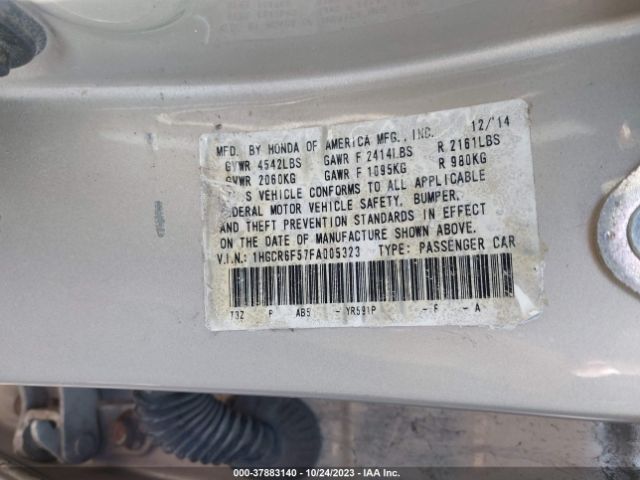 MFD. BY HONDA OF AMERICA MFG., INC. 12/'14
GVWR 4542LBS GAWR F 2414LBS R 2161LBS
GVWR 2060KG GAWR F 1095KG R 980KG
S VEHICLE CONFORMS TO ALL APPLICABLE
DERAL MOTOR VEHICLE SAFETY, BUMPER,
AND THEFT PREVENTION STANDARDS IN EFFECT
ON THE DATE OF MANUFACTURE SHOWN ABOVE.
V.I.N.: 1HGCR6F57FA005323 TYPE: PASSENGER CAR
T3Z P AB5 - YR591P - F - A
000-37883140 - 10/24/2023 - IAA Inc.